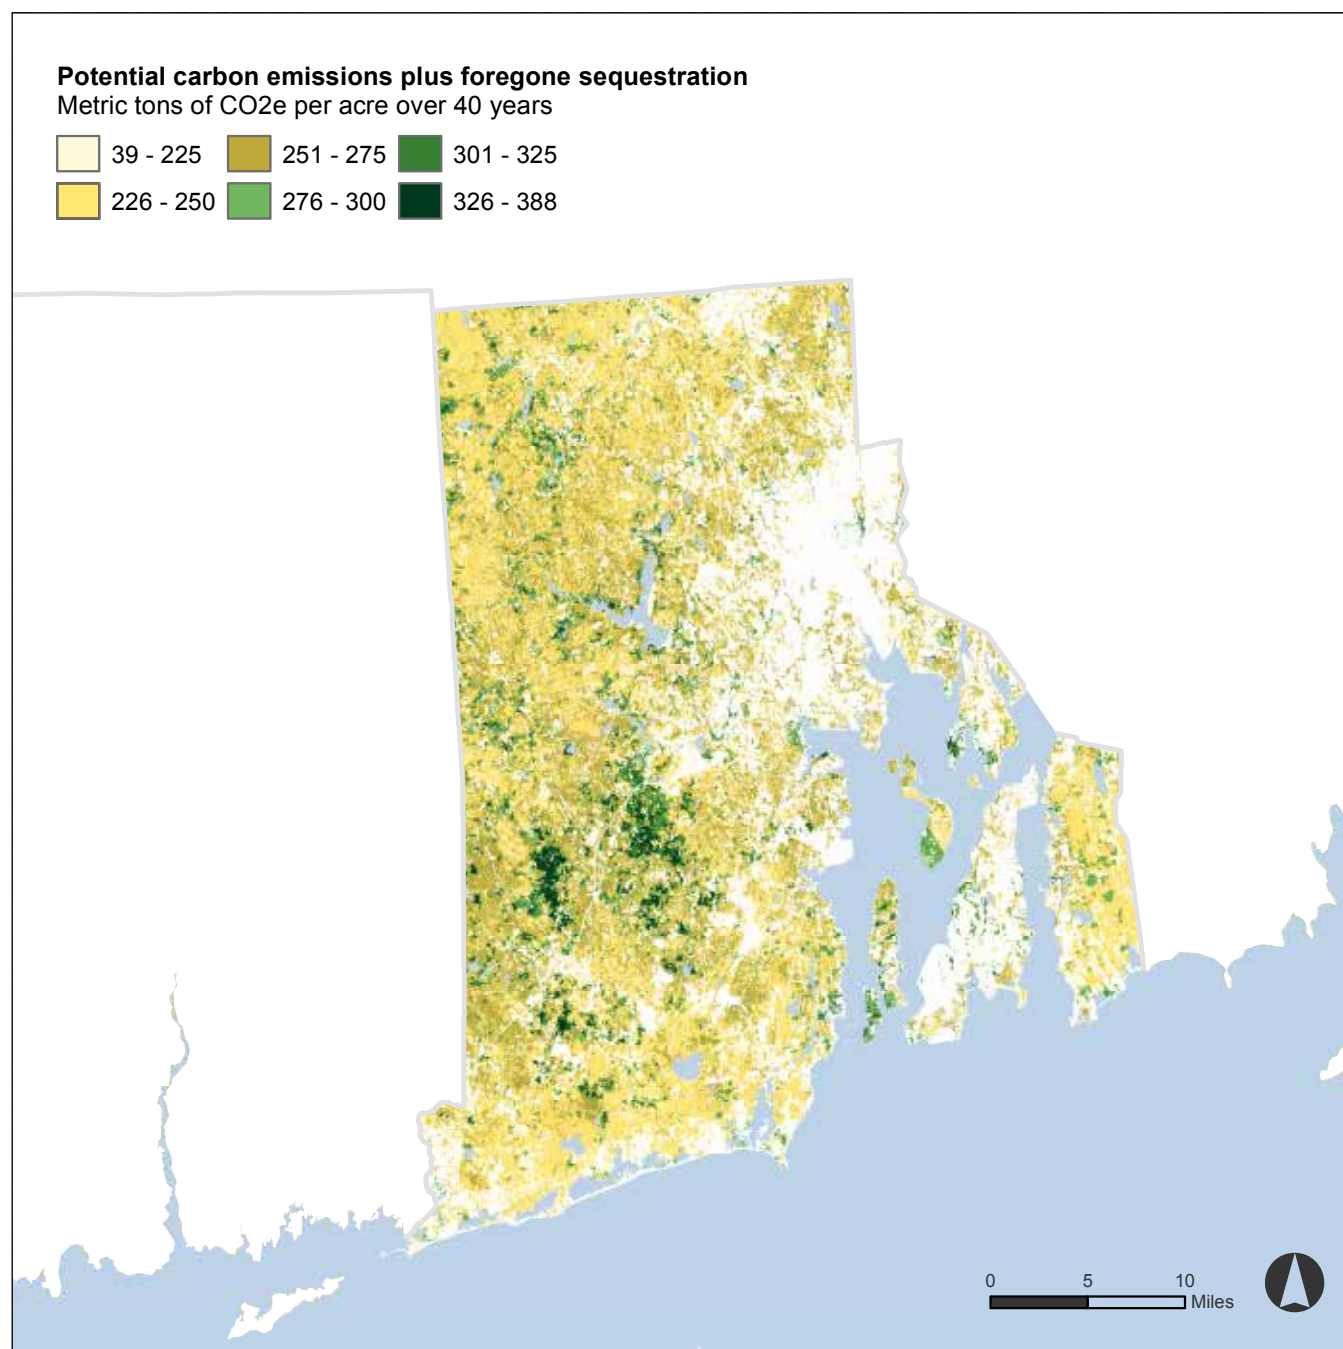 Potential carbon emissions plus foregone sequestration
Metric tons of CO2e per acre over 40 years
39 - 225 251 - 275 301 - 325
226 - 250 276 - 300 326 - 388
0 5 10
Miles